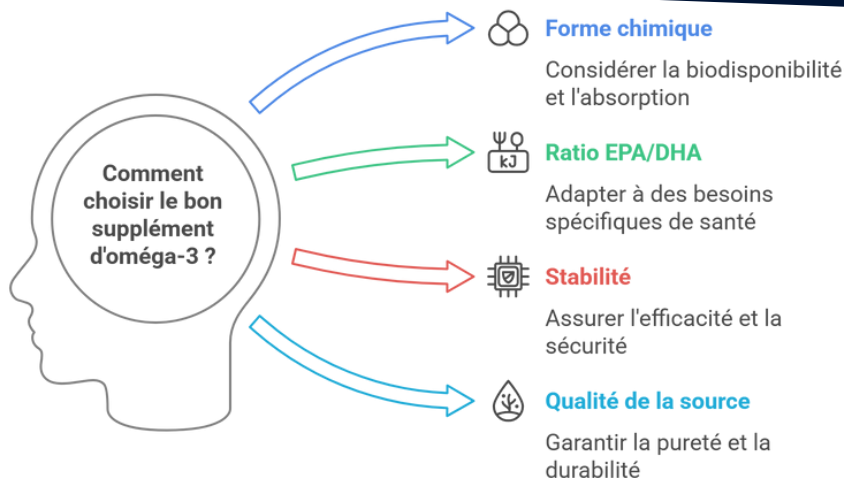 Comment
choisir le bon
supplément
d'oméga-3 ?
Forme chimique
Considérer la biodisponibilité
et l'absorption
kJ
Ratio EPA/DHA
Adapter à des besoins
spécifiques de santé
Stabilité
Assurer l'efficacité et la
sécurité
Qualité de la source
Garantir la pureté et la
durabilité